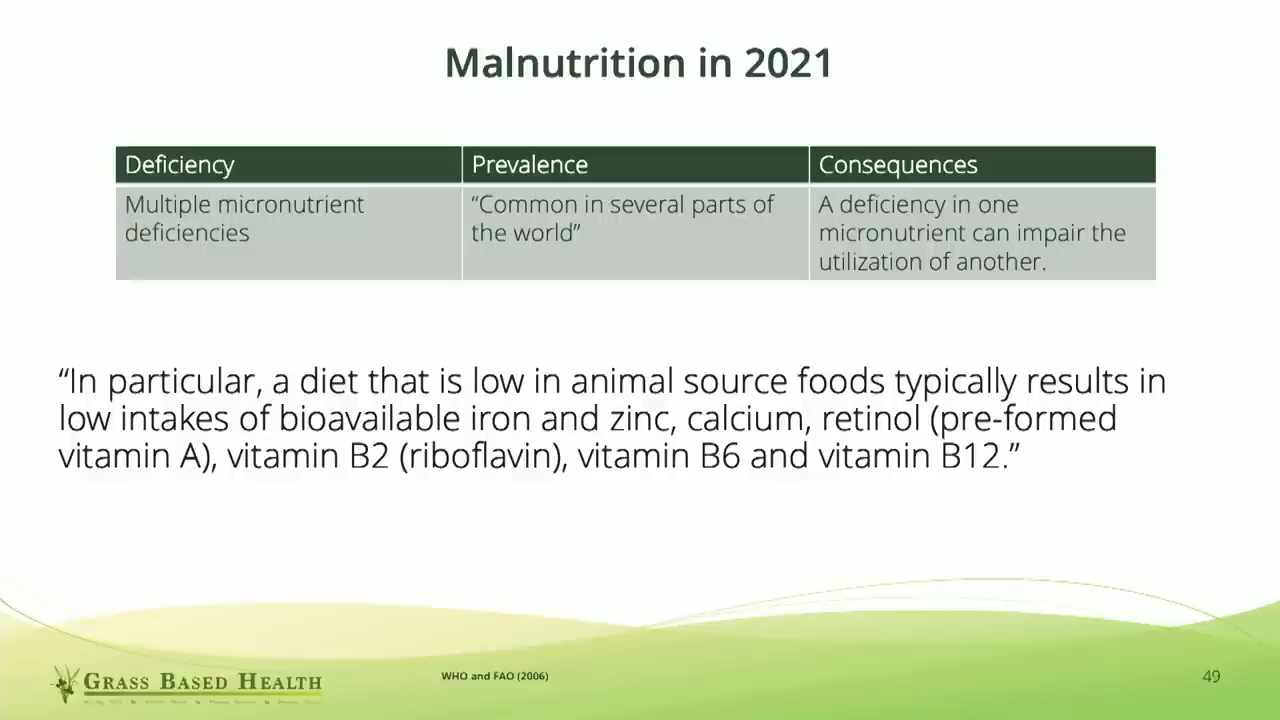 Malnutrition in 2021
Deficiency Prevalence Consequences
Multiple micronutrient “Common in several parts of A deficiency in one
deficiencies the world” micronutrient can impair the
utilization of another.
“In particular, a diet that is low in animal source foods typically results in
low intakes of bioavailable iron and zinc, calcium, retinol (pre-formed
vitamin A), vitamin B2 (riboflavin), vitamin B6 and vitamin B12.”
GRASS BASED HEALTH
WHO and FAO (2006)
49